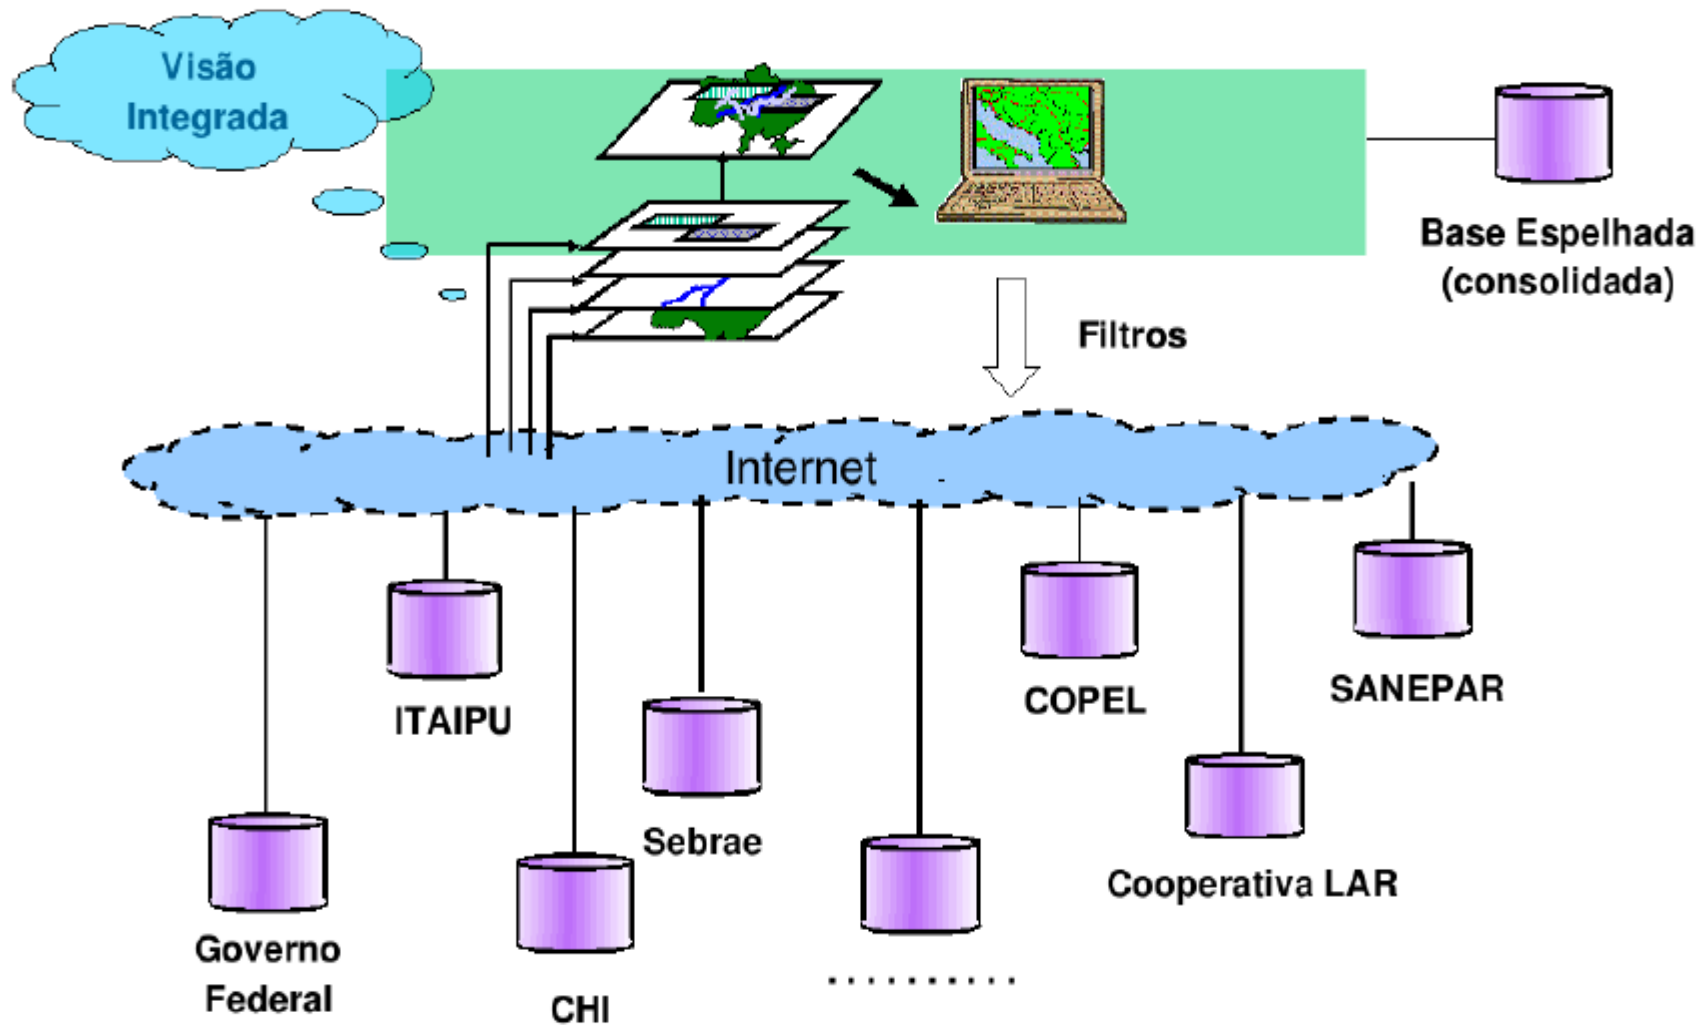 Visão
Integrada
Base Espelhada
(consolidada)
Filtros
Internet
ITAIPU
COPEL
SANEPAR
Sebrae
Cooperativa LAR
Governo
Federal
CHI
..........